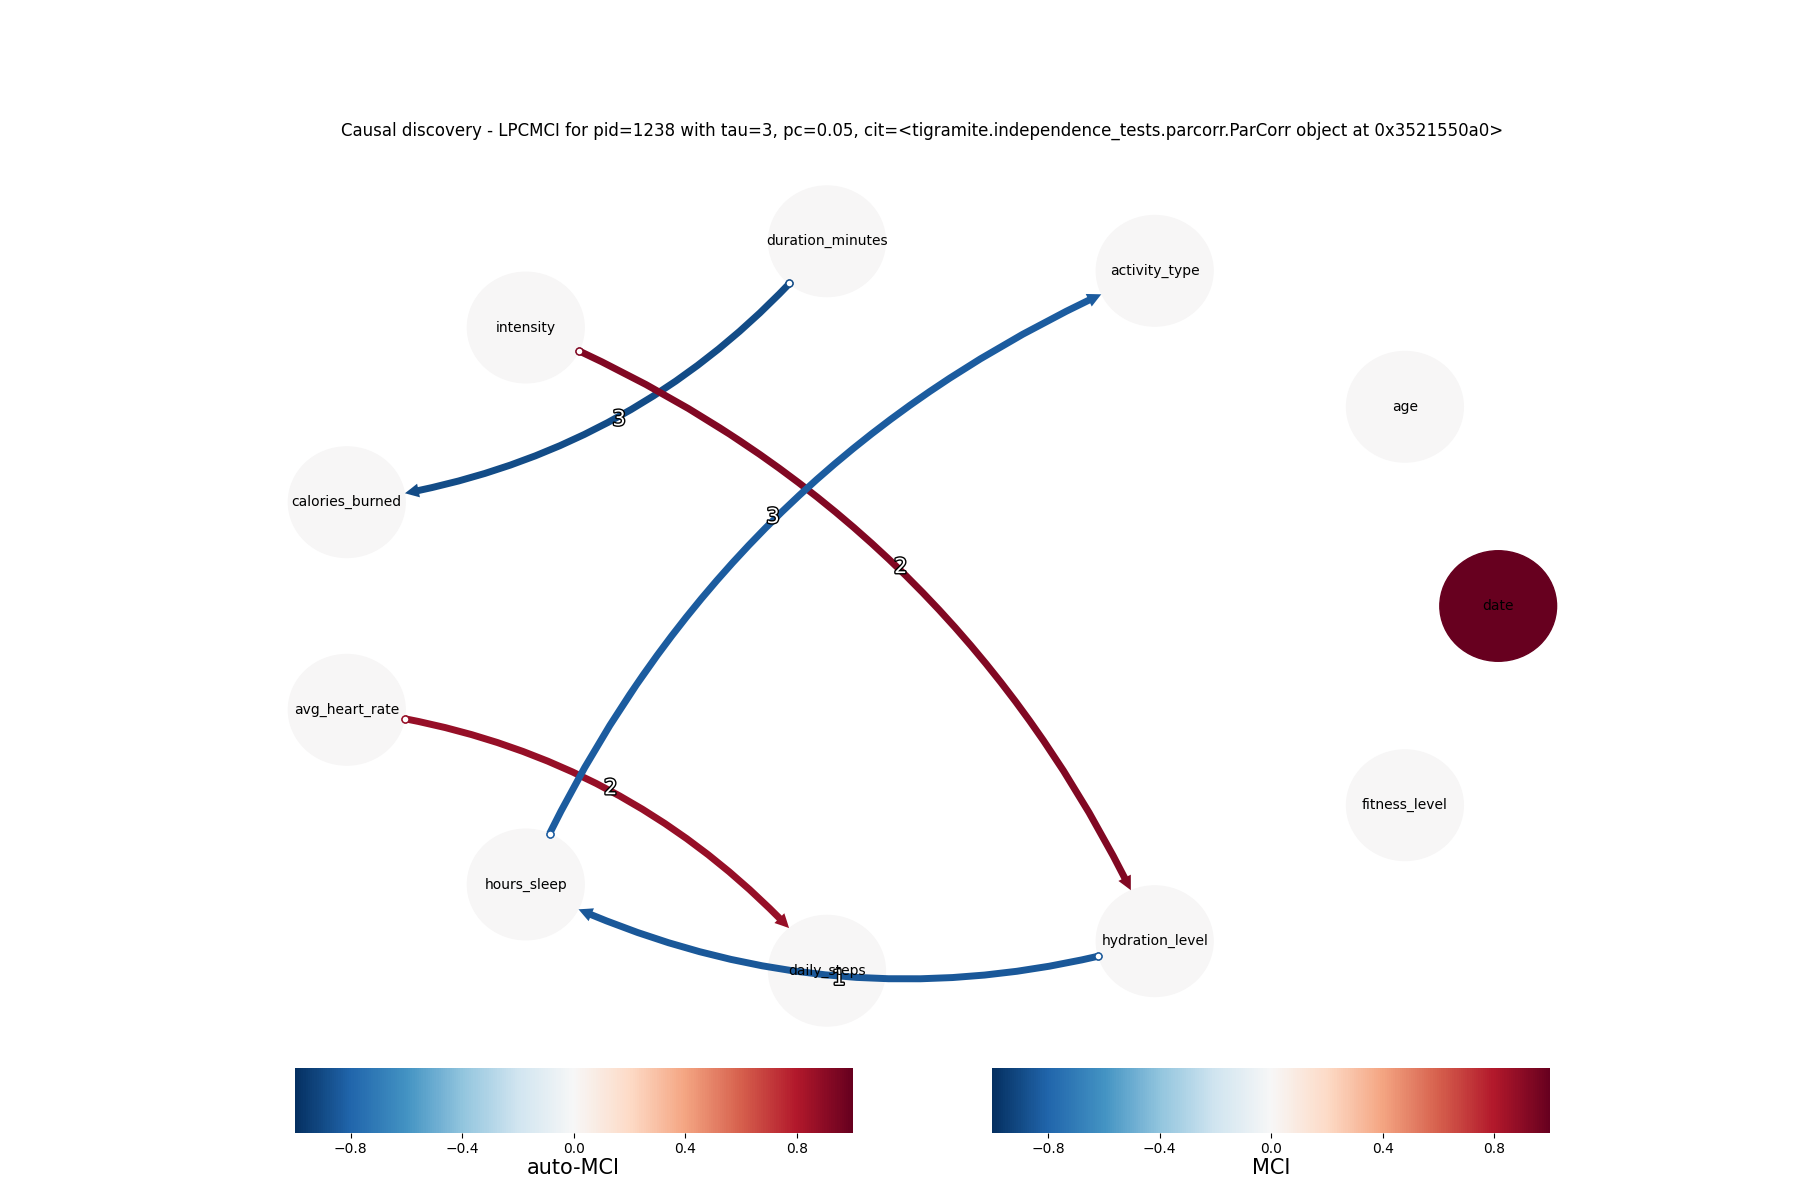 Causal discovery - LPCMCI for pid=1238 with tau=3, pc=0.05, cit=<tigramite.independence_tests.parcorr.ParCorr object at 0x3521550a0>
duration_minutes
activity_type
intensity
age
3
calories_burned
3
2
date
avg_heart_rate
2
fitness_level
hours_sleep
hydration_level
daily_steps
1
−0.8 −0.4 0.0 0.4 0.8
auto-MCI
−0.8 −0.4 0.0 0.4 0.8
MCI